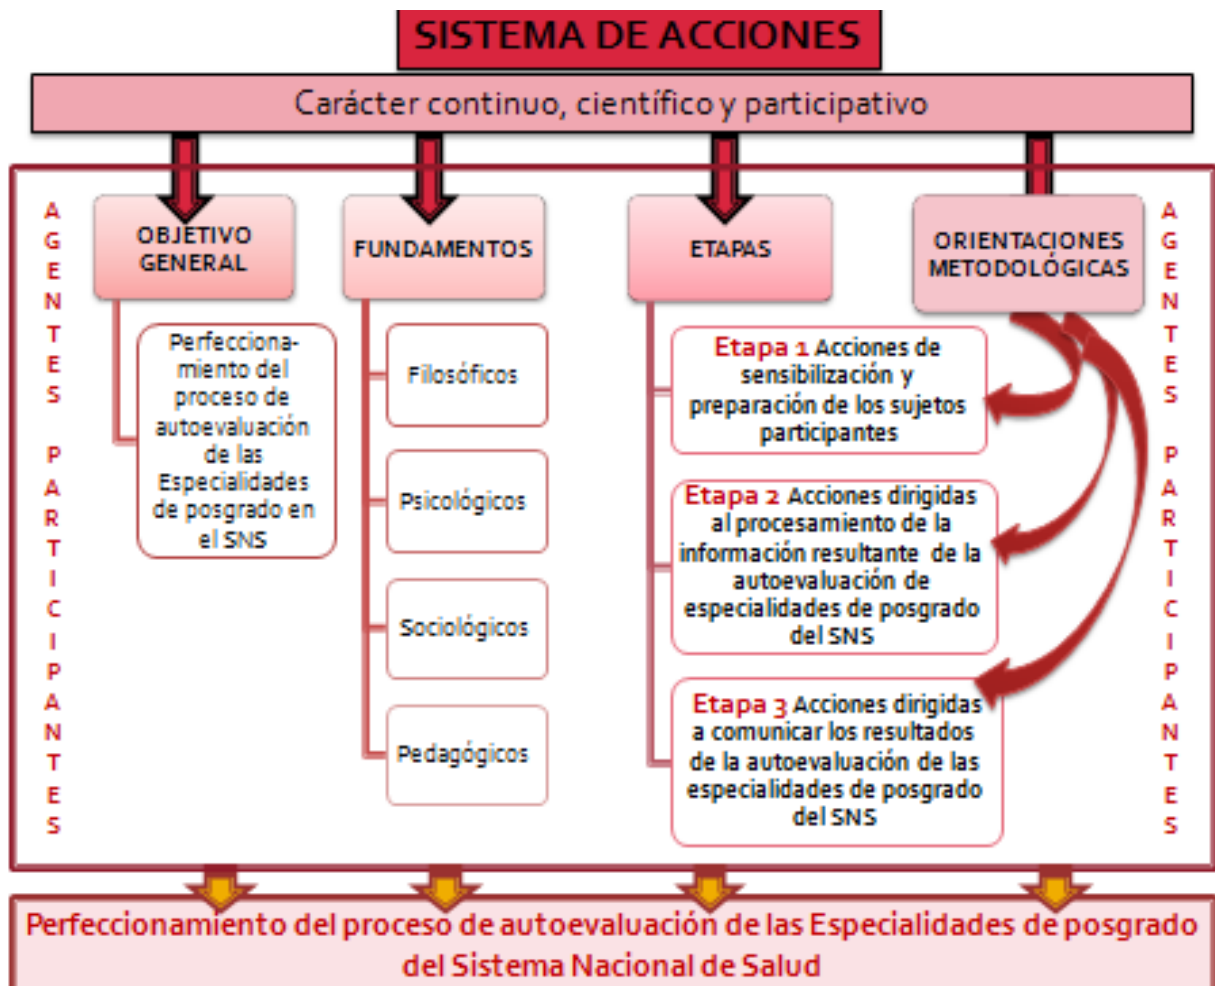 SISTEMA DE ACCIONES
Carácter continuo, científico y participativo
AGENTES PARTICIPANTES
OBJETIVO
GENERAL
Perfecciona-
miento del
proceso de
autoevaluación
de las
Especialidades
de posgrado en
el SNS
FUNDAMENTOS
Filosóficos
Psicológicos
Sociológicos
Pedagógicos
ETAPAS
Etapa 1 Acciones de
sensibilización y
preparación de los sujetos
participantes
Etapa 2 Acciones dirigidas
al procesamiento de la
información resultante de la
autoevaluación de
especialidades de posgrado
del SNS
Etapa 3 Acciones dirigidas
a comunicar los resultados
de la autoevaluación de las
especialidades de posgrado
del SNS
ORIENTACIONES
METODOLÓGICAS
AGENTES PARTICIPANTES
Perfeccionamiento del proceso de autoevaluación de las Especialidades de posgrado
del Sistema Nacional de Salud